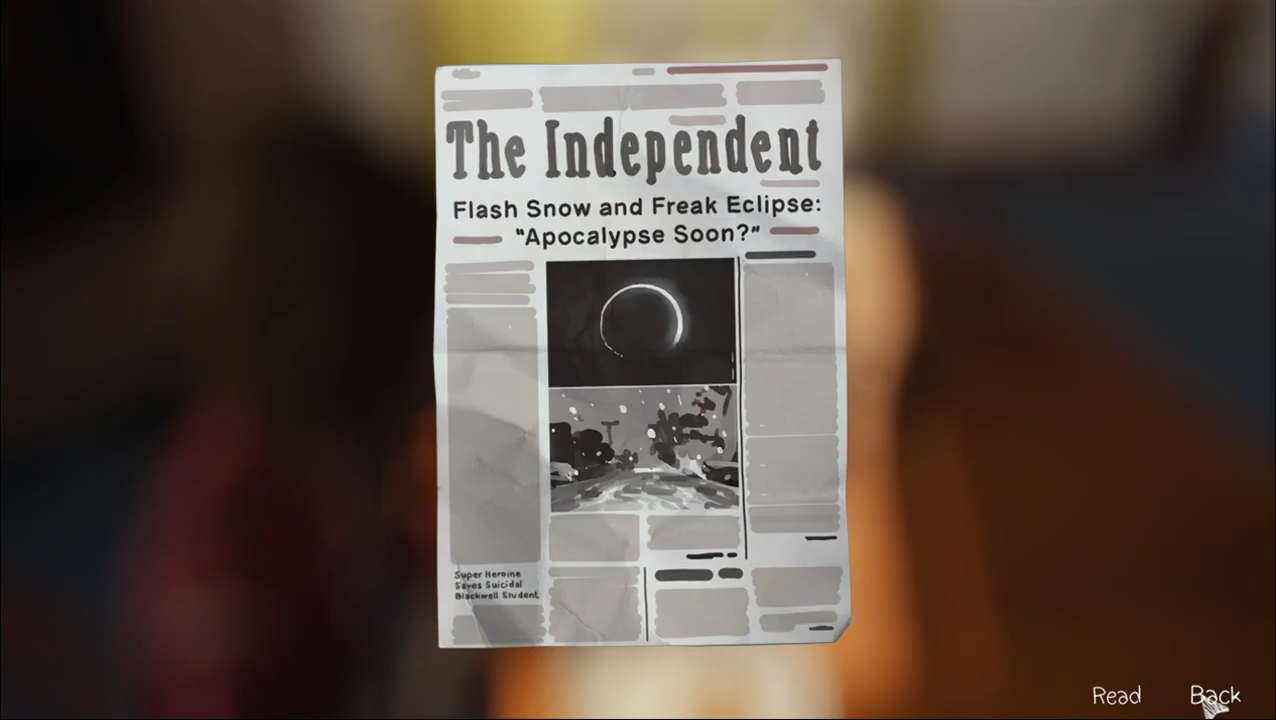 The Independent
Flash Snow and Freak Eclipse:
"Apocalypse Soon?"
Super Heroine
Saves Suicidal
Blackwell Student
Read Back